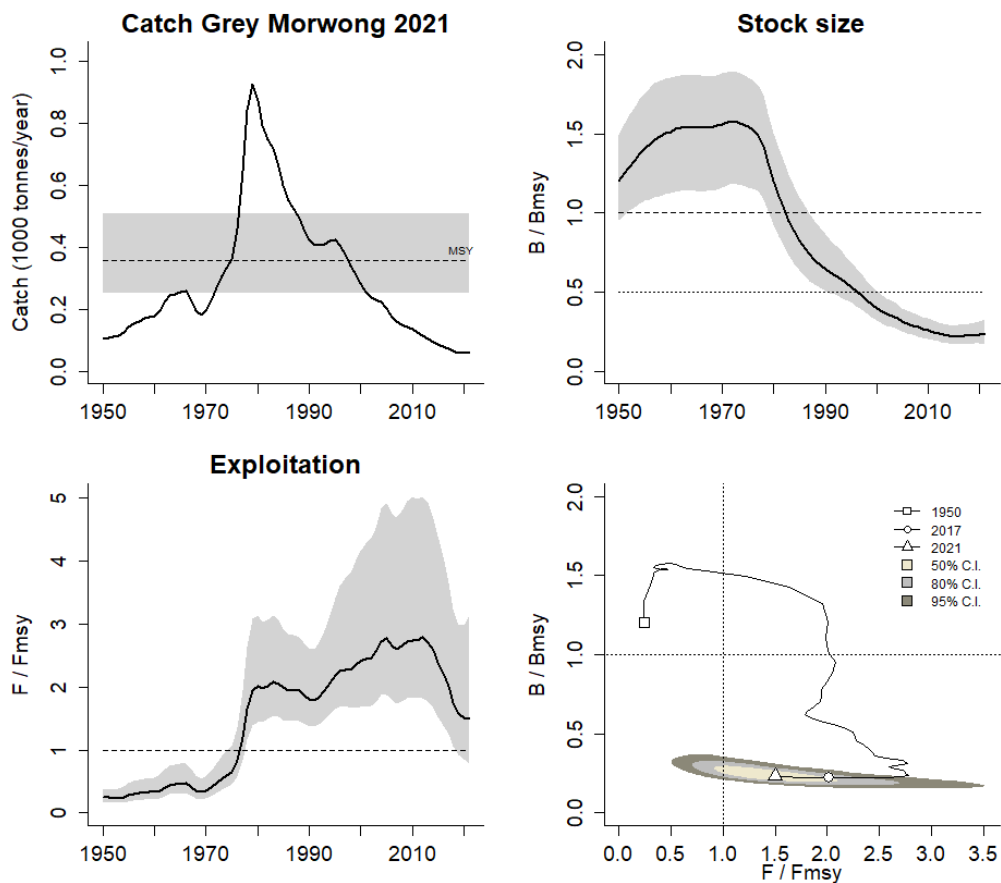 Catch Grey Morwong 2021
Catch (1000 tonnes/year)
0.0 0.2 0.4 0.6 0.8 1.0
MSY
1950 1970 1990 2010
Stock size
B / Bmsy
0.0 0.5 1.0 1.5 2.0
1950 1970 1990 2010
Exploitation
F / Fmsy
0 1 2 3 4 5
1950 1970 1990 2010
B / Bmsy
0.0 0.5 1.0 1.5 2.0
1950
2017
2021
50% C.I.
80% C.I.
95% C.I.
0.0 0.5 1.0 1.5 2.0 2.5 3.0 3.5
F / Fmsy